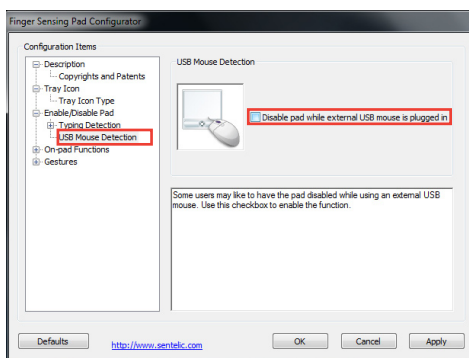 Finger Sensing Pad Configurator
Configuration Items
Description
Copyrights and Patents
Tray Icon
Tray Icon Type
Enable/Disable Pad
Typing Detection
USB Mouse Detection
On-pad Functions
Gestures
USB Mouse Detection
Disable pad while external USB mouse is plugged in
Some users may like to have the pad disabled while using an external USB
mouse. Use this checkbox to enable the function.
Defaults
http://www.sentelic.com
OK
Cancel
Apply